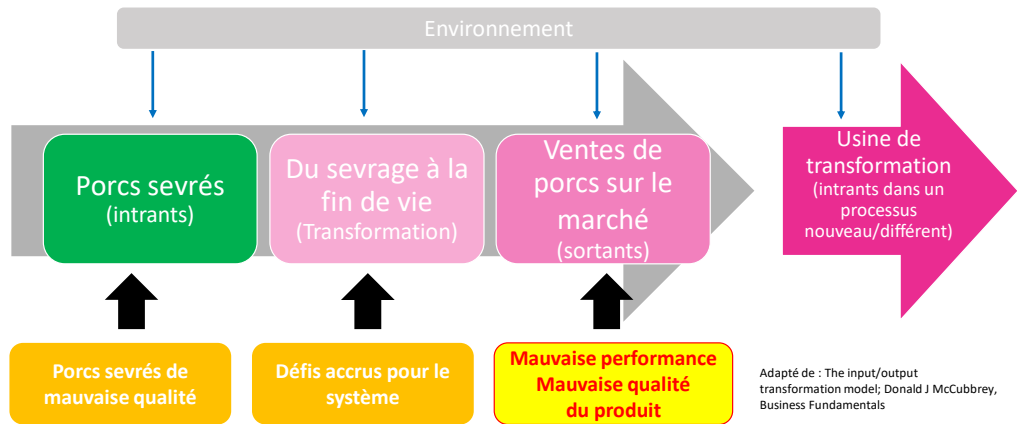 Environnement
Porcs sevrés
(intrants)
Du sevrage à la
fin de vie
(Transformation)
Ventes de
porcs sur le
marché
(sortants)
Usine de
transformation
(intrants dans un
processus
nouveau/différent)
Porcs sevrés de
mauvaise qualité
Défis accrus pour le
système
Mauvaise performance
Mauvaise qualité
du produit
Adapté de : The input/output
transformation model; Donald J McCubbrey,
Business Fundamentals